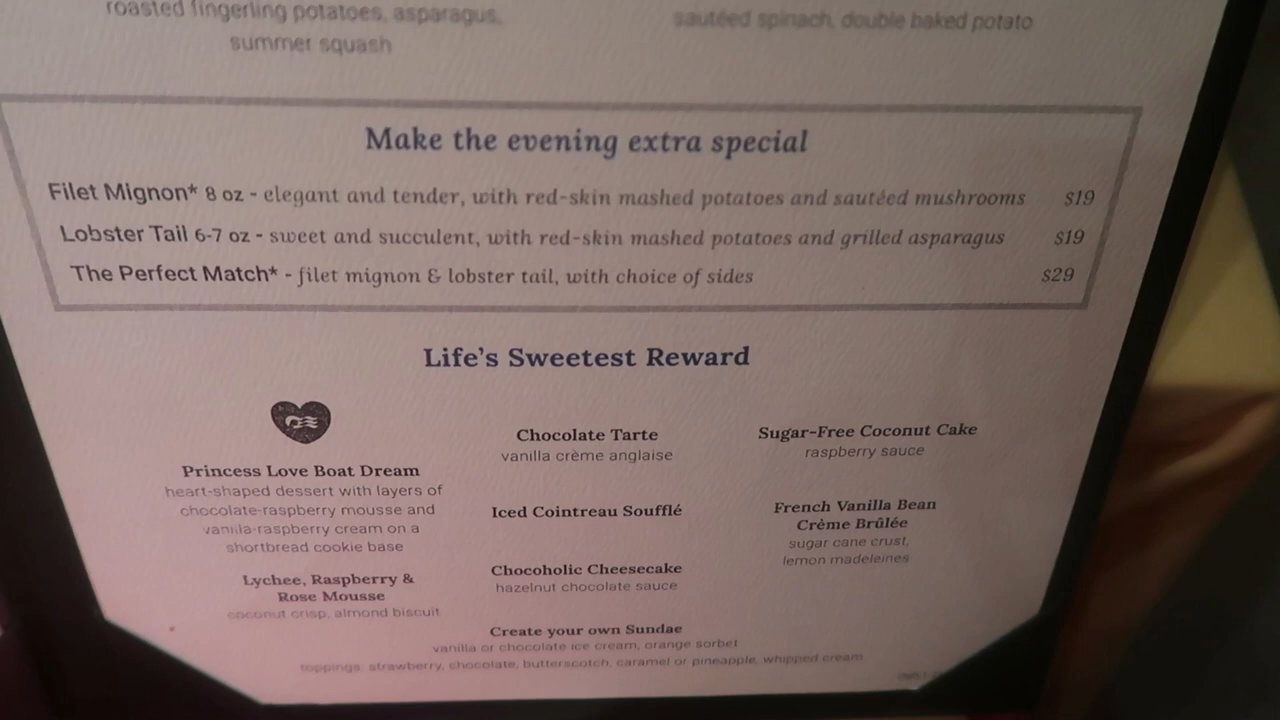 roasted fingerling potatoes, asparagus,
summer squash
sautéed spinach, double baked potato
Make the evening extra special
Filet Mignon* 8 oz - elegant and tender, with red-skin mashed potatoes and sautéed mushrooms $19
Lobster Tail 6-7 oz - sweet and succulent, with red-skin mashed potatoes and grilled asparagus $19
The Perfect Match* - filet mignon & lobster tail, with choice of sides $29
Life's Sweetest Reward
Princess Love Boat Dream
heart-shaped dessert with layers of
chocolate-raspberry mousse and
vanilla-raspberry cream on a
shortbread cookie base
Lychee, Raspberry &
Rose Mousse
coconut crisp, almond biscuit
Chocolate Tarte
vanilla crème anglaise
Iced Cointreau Soufflé
Chocoholic Cheesecake
hazelnut chocolate sauce
Sugar-Free Coconut Cake
raspberry sauce
French Vanilla Bean
Crème Brûlée
sugar cane crust,
lemon madeleines
Create your own Sundae
vanilla or chocolate ice cream, orange sorbet
toppings: strawberry, chocolate, butterscotch, caramel or pineapple, whipped cream